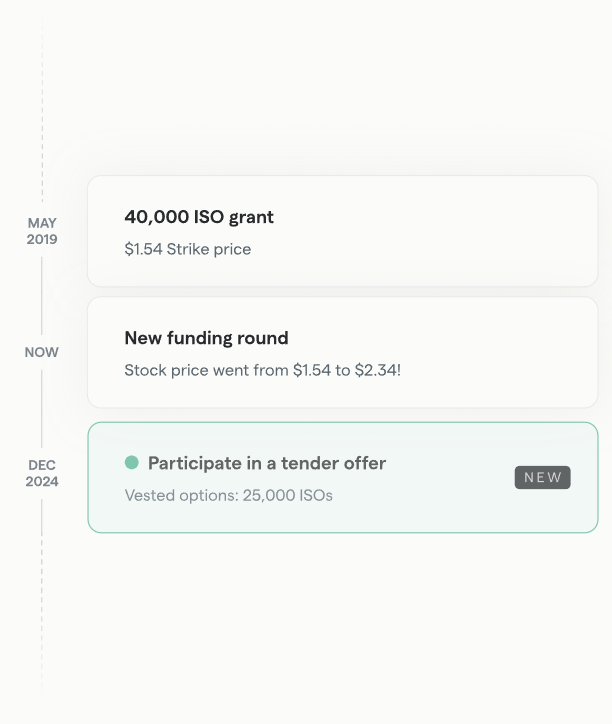 MAY
2019
40,000 ISO grant
$1.54 Strike price
NOW
New funding round
Stock price went from $1.54 to $2.34!
DEC
2024
Participate in a tender offer
Vested options: 25,000 ISOs
NEW